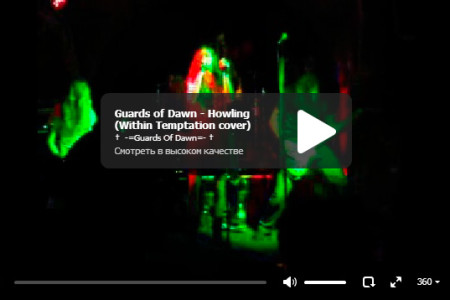 Guards of Dawn - Howling
(Within Temptation cover)
† -=Guards Of Dawn=- †
Смотреть в высоком качестве
360